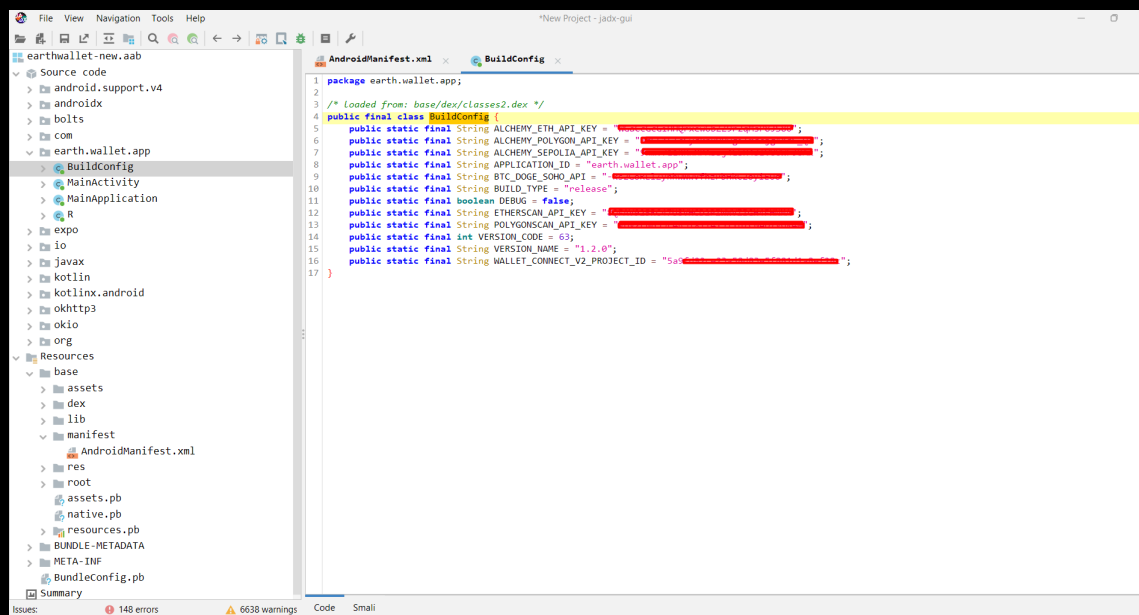 File View Navigation Tools Help
*New Project - jadx-gui
earthwallet-new.aab
Source code
android.support.v4
androidx
bolts
com
earth.wallet.app
BuildConfig
MainActivity
MainApplication
R
expo
io
javax
kotlin
kotlinx.android
okhttp3
okio
org
Resources
base
assets
dex
lib
manifest
AndroidManifest.xml
res
root
assets.pb
native.pb
resources.pb
BUNDLE-METADATA
META-INF
BundleConfig.pb
Summary
Issues: 148 errors 6638 warnings
AndroidManifest.xml BuildConfig
1 package earth.wallet.app;
2
3 /* loaded from: base/dex/classes2.dex */
4 public final class BuildConfig {
5 public static final String ALCHEMY_ETH_API_KEY = "";
6 public static final String ALCHEMY_POLYGON_API_KEY = "";
7 public static final String ALCHEMY_SEPOLIA_API_KEY = "";
8 public static final String APPLICATION_ID = "earth.wallet.app";
9 public static final String BTC_DOGE_SOHO_API = "-";
10 public static final String BUILD_TYPE = "release";
11 public static final boolean DEBUG = false;
12 public static final String ETHERSCAN_API_KEY = "";
13 public static final String POLYGONSCAN_API_KEY = "";
14 public static final int VERSION_CODE = 63;
15 public static final String VERSION_NAME = "1.2.0";
16 public static final String WALLET_CONNECT_V2_PROJECT_ID = "5a9";
17 }
Code Smali